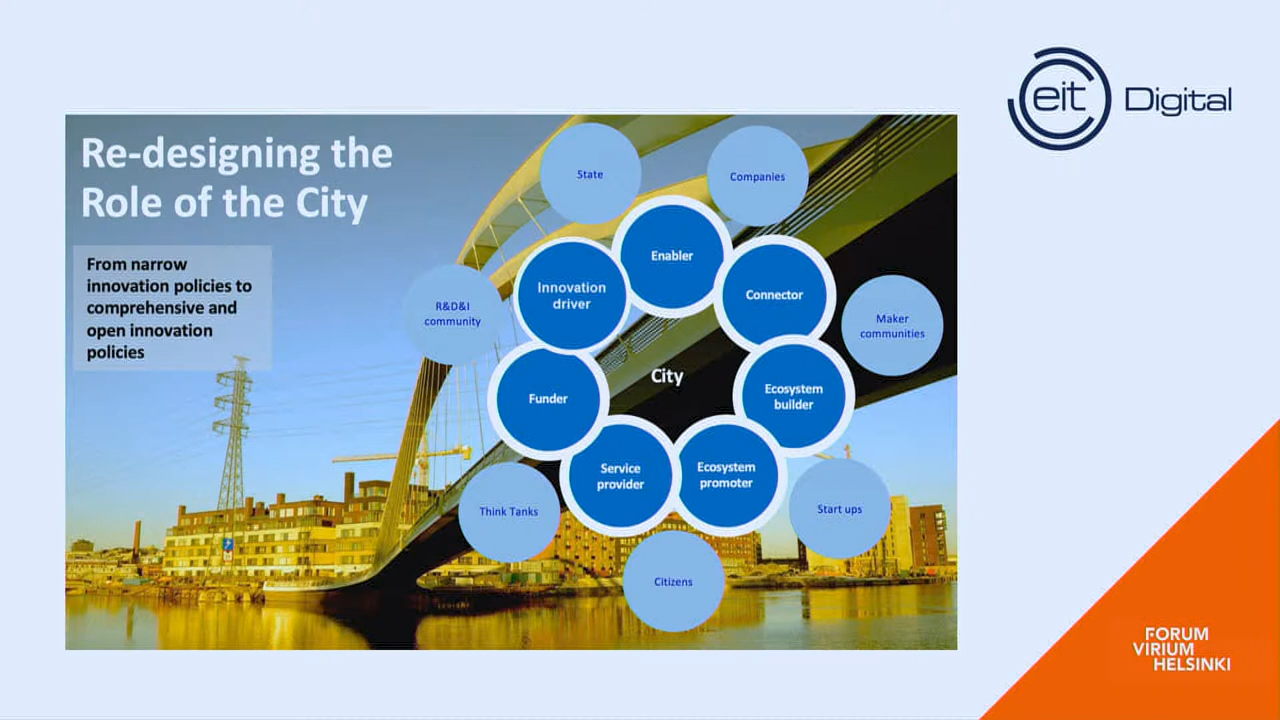 eit Digital
Re-designing the
Role of the City
From narrow
innovation policies to
comprehensive and
open innovation
policies
State
Companies
Enabler
Innovation
driver
Connector
R&D&I
community
Maker
communities
City
Funder
Ecosystem
builder
Service
provider
Ecosystem
promoter
Think Tanks
Start ups
Citizens
FORUM
VIRIUM
HELSINKI